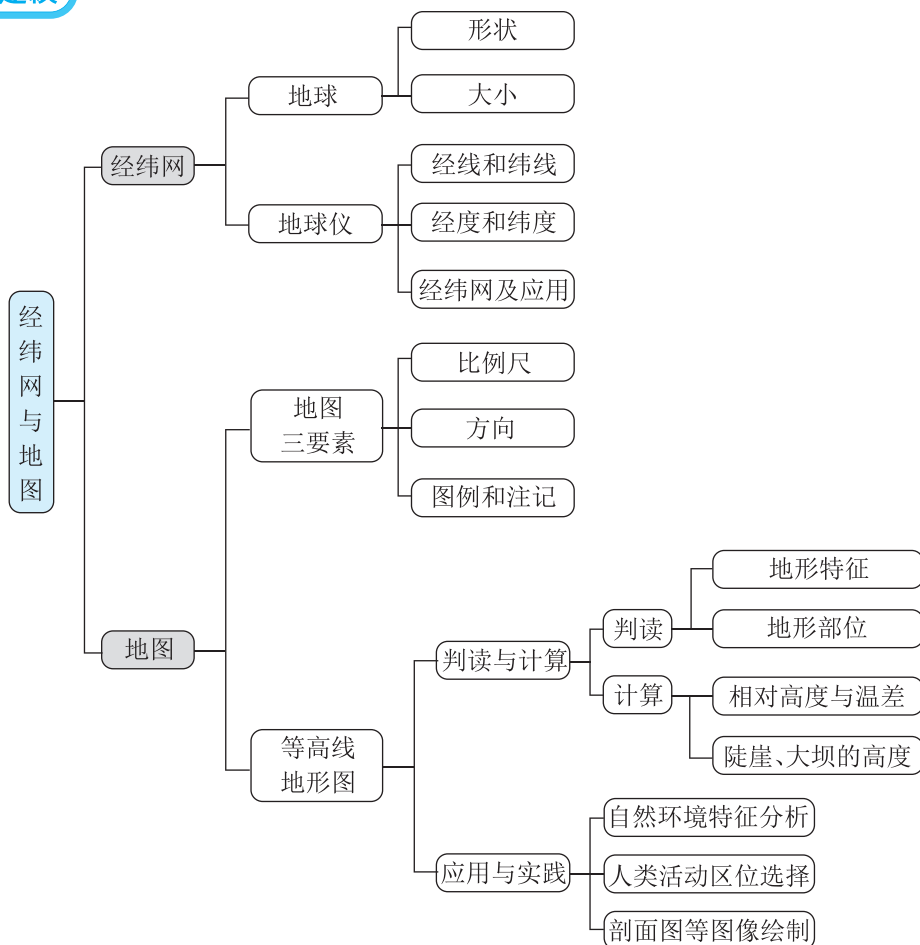 形状
地球
大小
经纬网
经线和纬线
地球仪
经度和纬度
经纬网及应用
经纬网与地图
比例尺
地图
三要素
方向
图例和注记
地图
地形特征
判读
地形部位
判读与计算
计算
相对高度与温差
陡崖、大坝的高度
等高线
地形图
自然环境特征分析
应用与实践
人类活动区位选择
剖面图等图像绘制